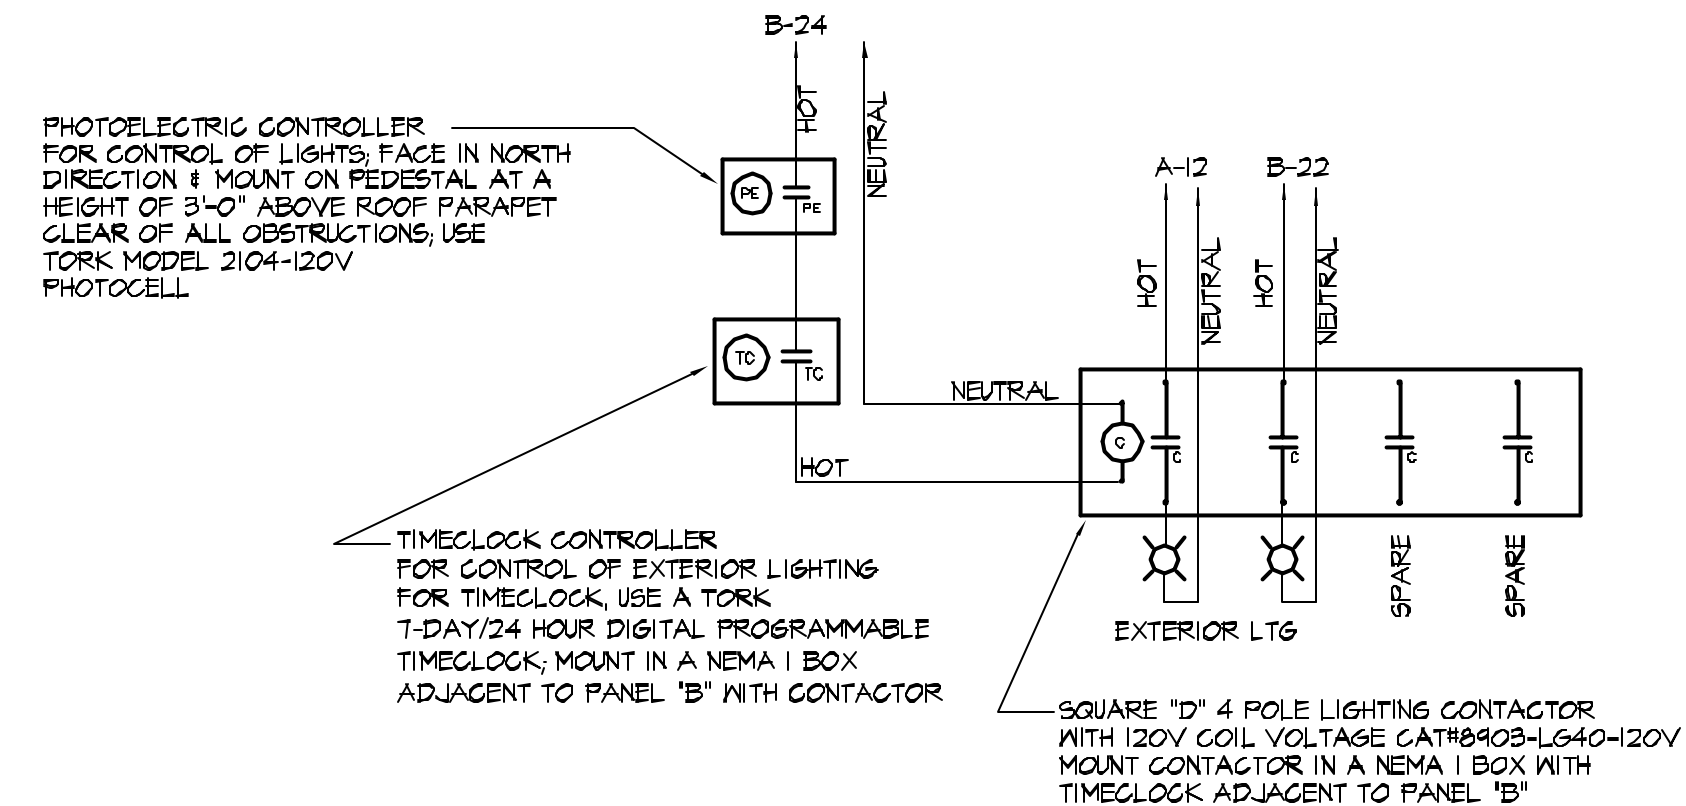 B-24
HOT
NEUTRAL
PHOTOELECTRIC CONTROLLER
FOR CONTROL OF LIGHTS; FACE IN NORTH
DIRECTION & MOUNT ON PEDESTAL AT A
HEIGHT OF 3'-0" ABOVE ROOF PARAPET
CLEAR OF ALL OBSTRUCTIONS; USE
TORK MODEL 2104-120V
PHOTOCELL
PE
PE
TC
TC
A-12
B-22
HOT
NEUTRAL
HOT
NEUTRAL
NEUTRAL
HOT
C
C
C
C
C
SPARE
SPARE
EXTERIOR LTG
TIMECLOCK CONTROLLER
FOR CONTROL OF EXTERIOR LIGHTING
FOR TIMECLOCK, USE A TORK
7-DAY/24 HOUR DIGITAL PROGRAMMABLE
TIMECLOCK; MOUNT IN A NEMA 1 BOX
ADJACENT TO PANEL "B" WITH CONTACTOR
SQUARE "D" 4 POLE LIGHTING CONTACTOR
WITH 120V COIL VOLTAGE CAT#8903-LG40-120V
MOUNT CONTACTOR IN A NEMA 1 BOX WITH
TIMECLOCK ADJACENT TO PANEL "B"